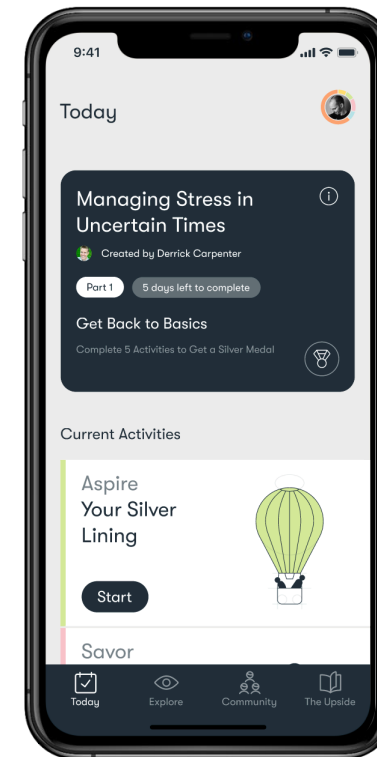 9:41
Today
Managing Stress in
Uncertain Times
Created by Derrick Carpenter
Part 1
5 days left to complete
Get Back to Basics
Complete 5 Activities to Get a Silver Medal
Current Activities
Aspire
Your Silver
Lining
Start
Savor
Today
Explore
Community
The Upside